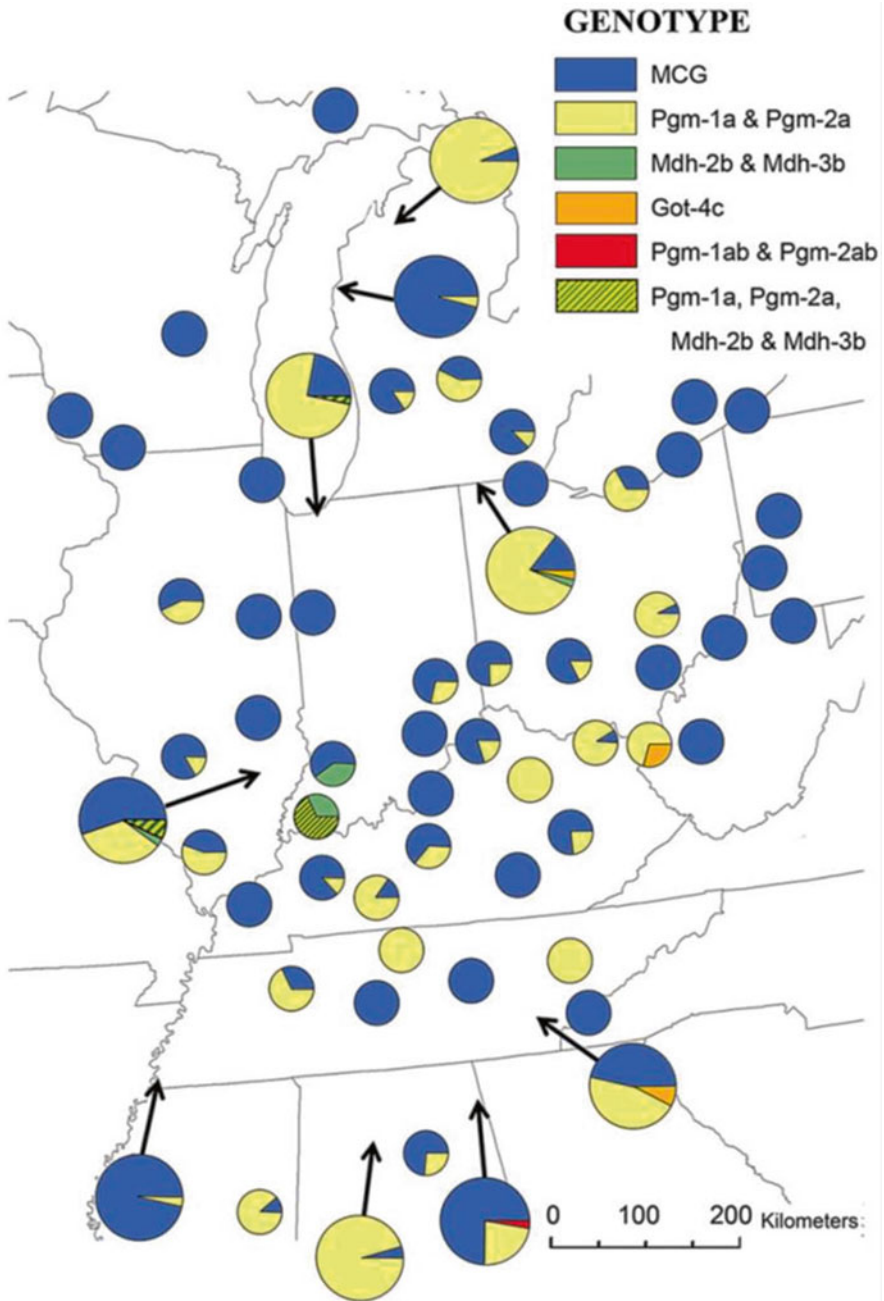 GENOTYPE
MCG
Pgm-1a & Pgm-2a
Mdh-2b & Mdh-3b
Got-4c
Pgm-1ab & Pgm-2ab
Pgm-1a, Pgm-2a,
Mdh-2b & Mdh-3b
0 100 200 Kilometers